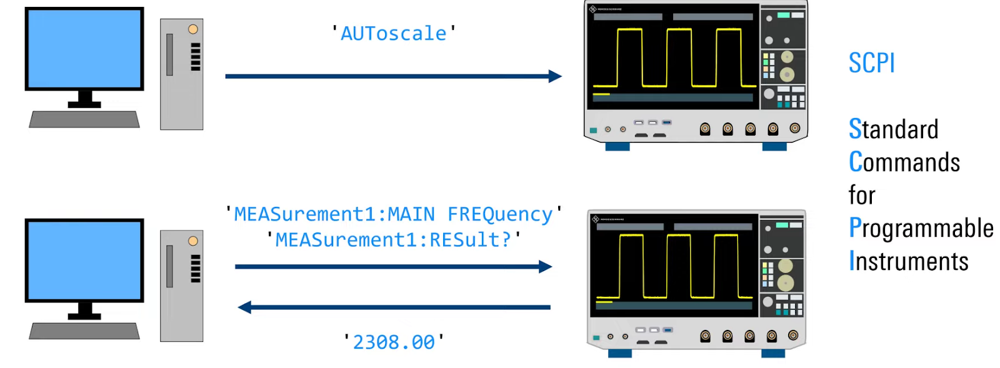 'AUToscale'
SCPI
Standard
Commands
for
Programmable
Instruments
'MEASurement1:MAIN FREQuency'
'MEASurement1:RESult?'
'2308.00'